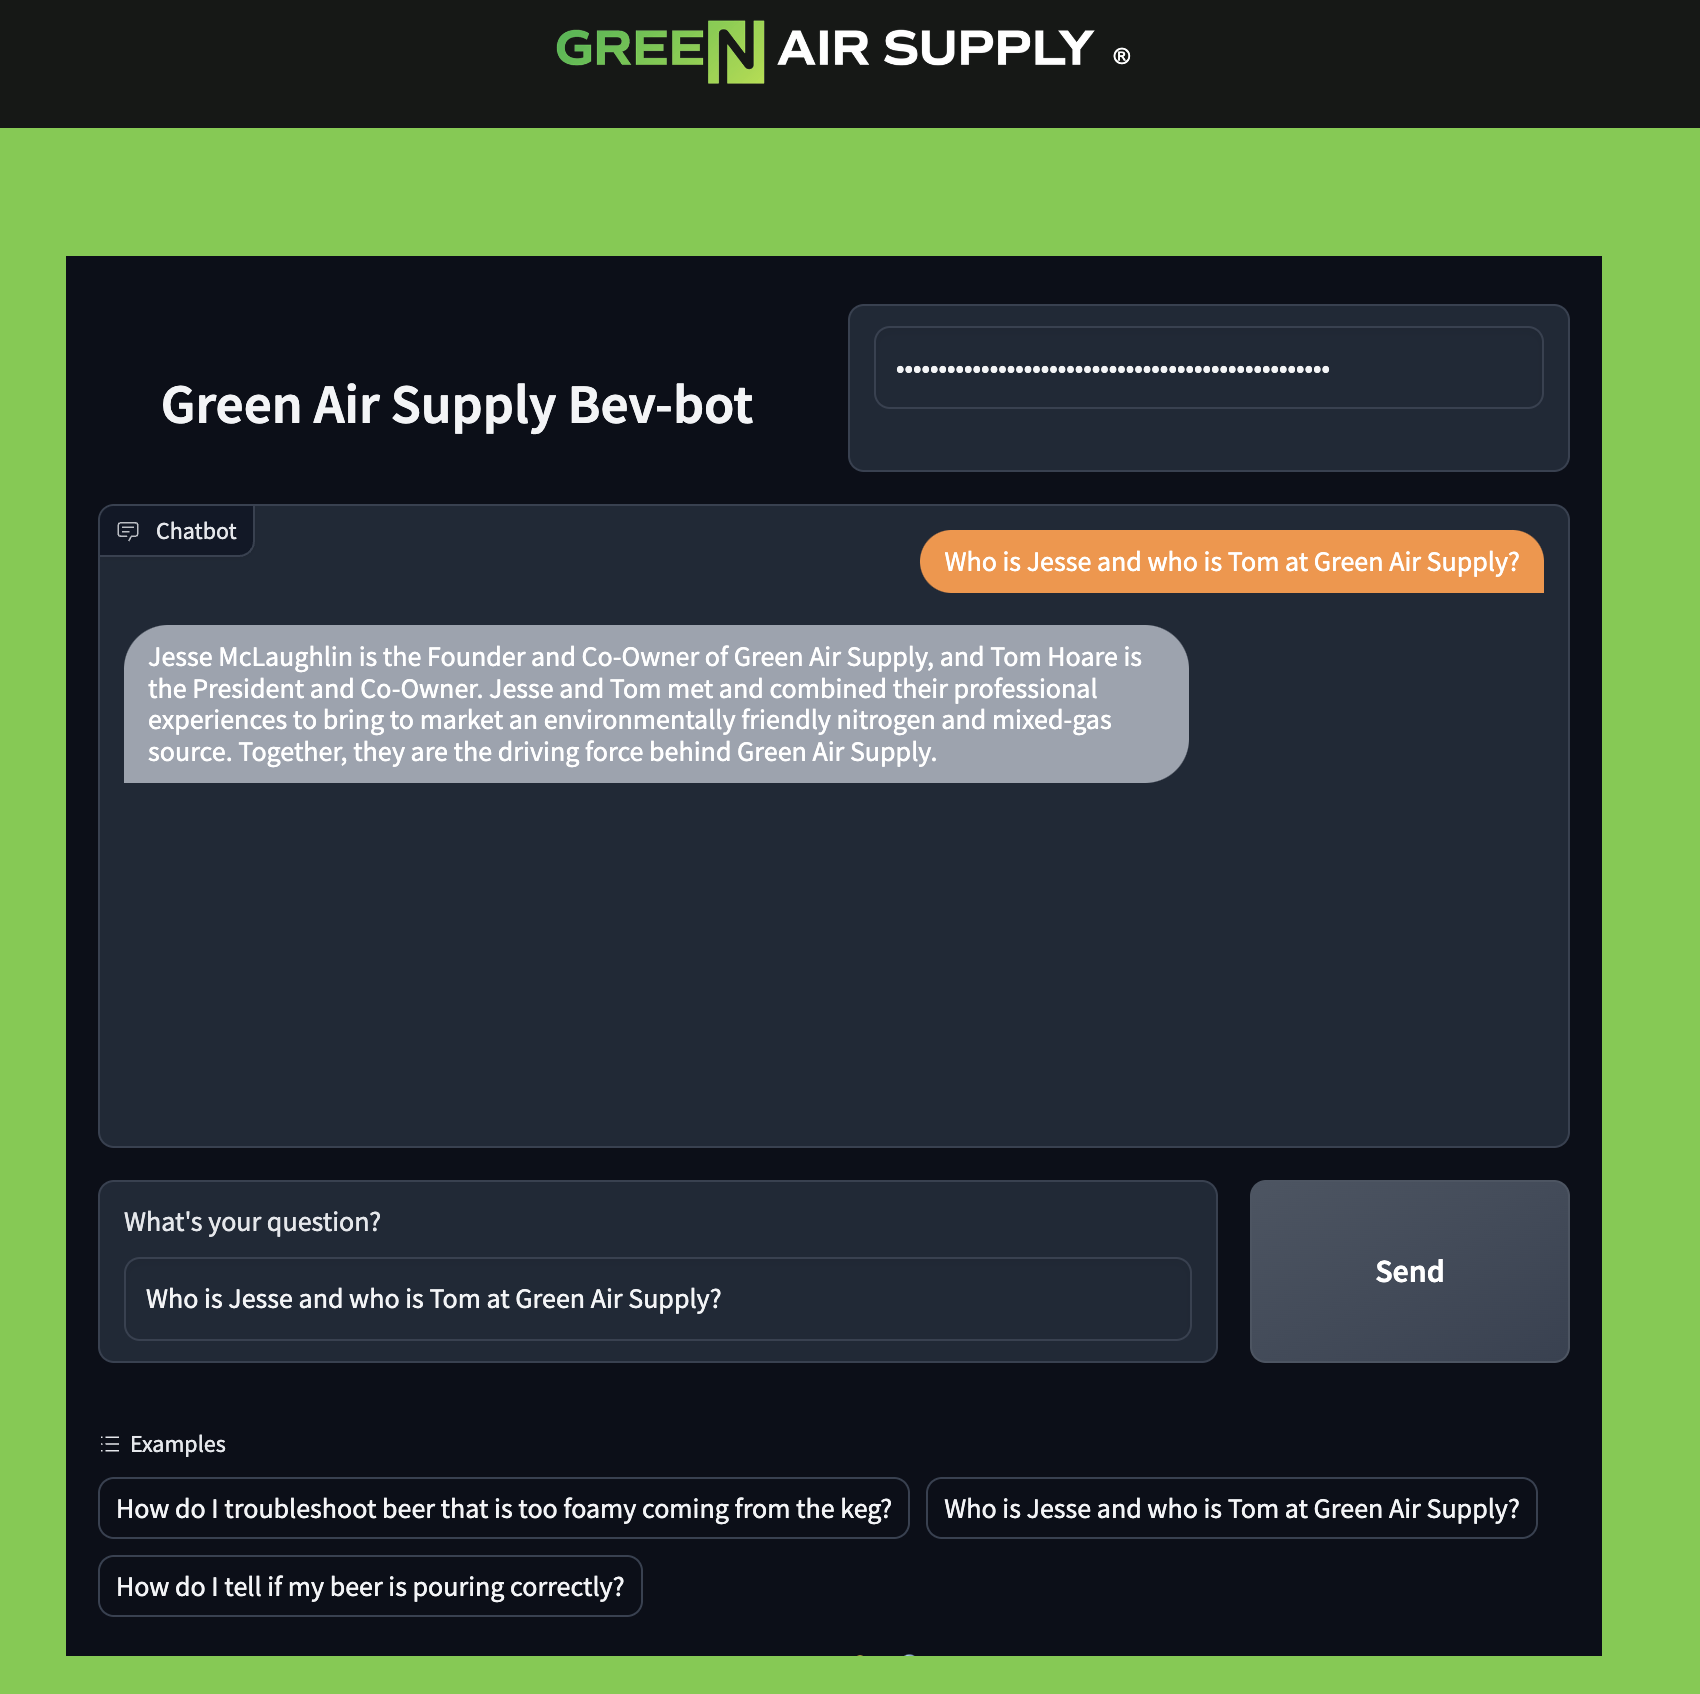 GREEN AIR SUPPLY ®
Green Air Supply Bev-bot
••••••••••••••••••••••••••••••••••••••••••••••••••• 
Chatbot
Who is Jesse and who is Tom at Green Air Supply?
Jesse McLaughlin is the Founder and Co-Owner of Green Air Supply, and Tom Hoare is
the President and Co-Owner. Jesse and Tom met and combined their professional
experiences to bring to market an environmentally friendly nitrogen and mixed-gas
source. Together, they are the driving force behind Green Air Supply.
What's your question?
Who is Jesse and who is Tom at Green Air Supply?
Send
Examples
How do I troubleshoot beer that is too foamy coming from the keg?
Who is Jesse and who is Tom at Green Air Supply?
How do I tell if my beer is pouring correctly?